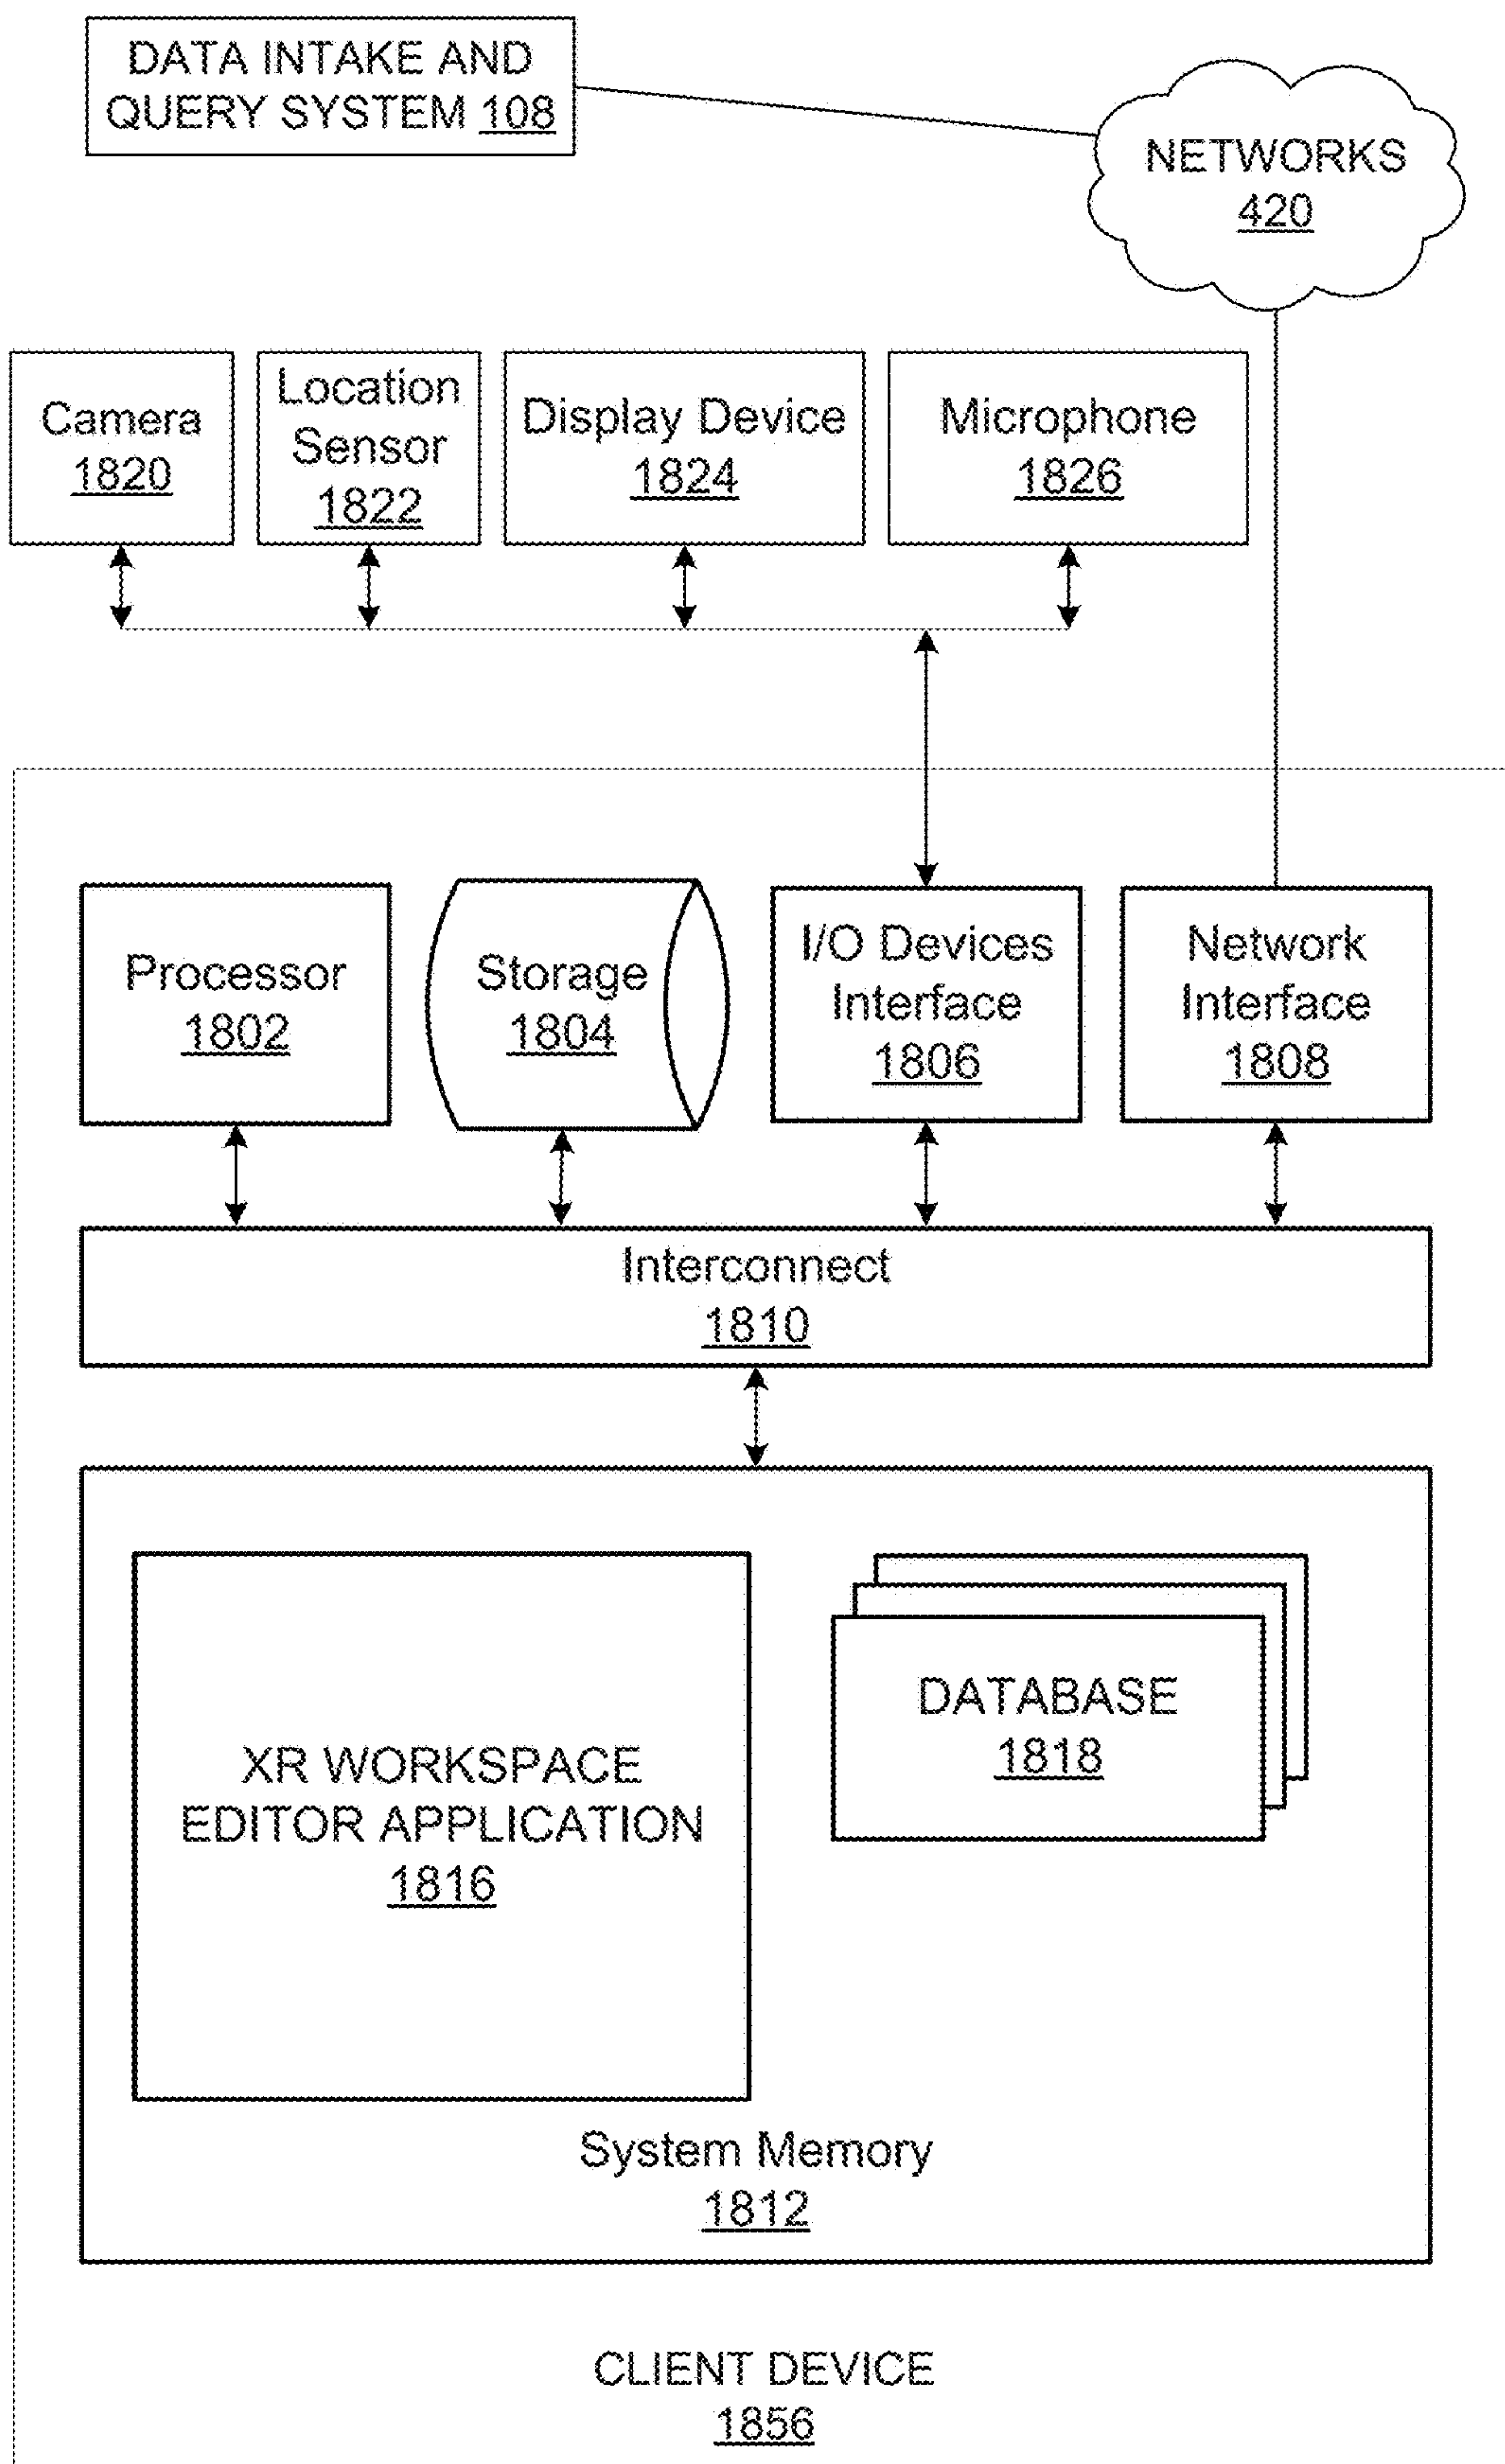 DATA INTAKE AND
QUERY SYSTEM 108
NETWORKS
420
Camera
1820
Location
Sensor
1822
Display Device
1824
Microphone
1826
Processor
1802
Storage
1804
I/O Devices
Interface
1806
Network
Interface
1808
Interconnect
1810
XR WORKSPACE
EDITOR APPLICATION
1816
DATABASE
1818
System Memory
1812
CLIENT DEVICE
1856